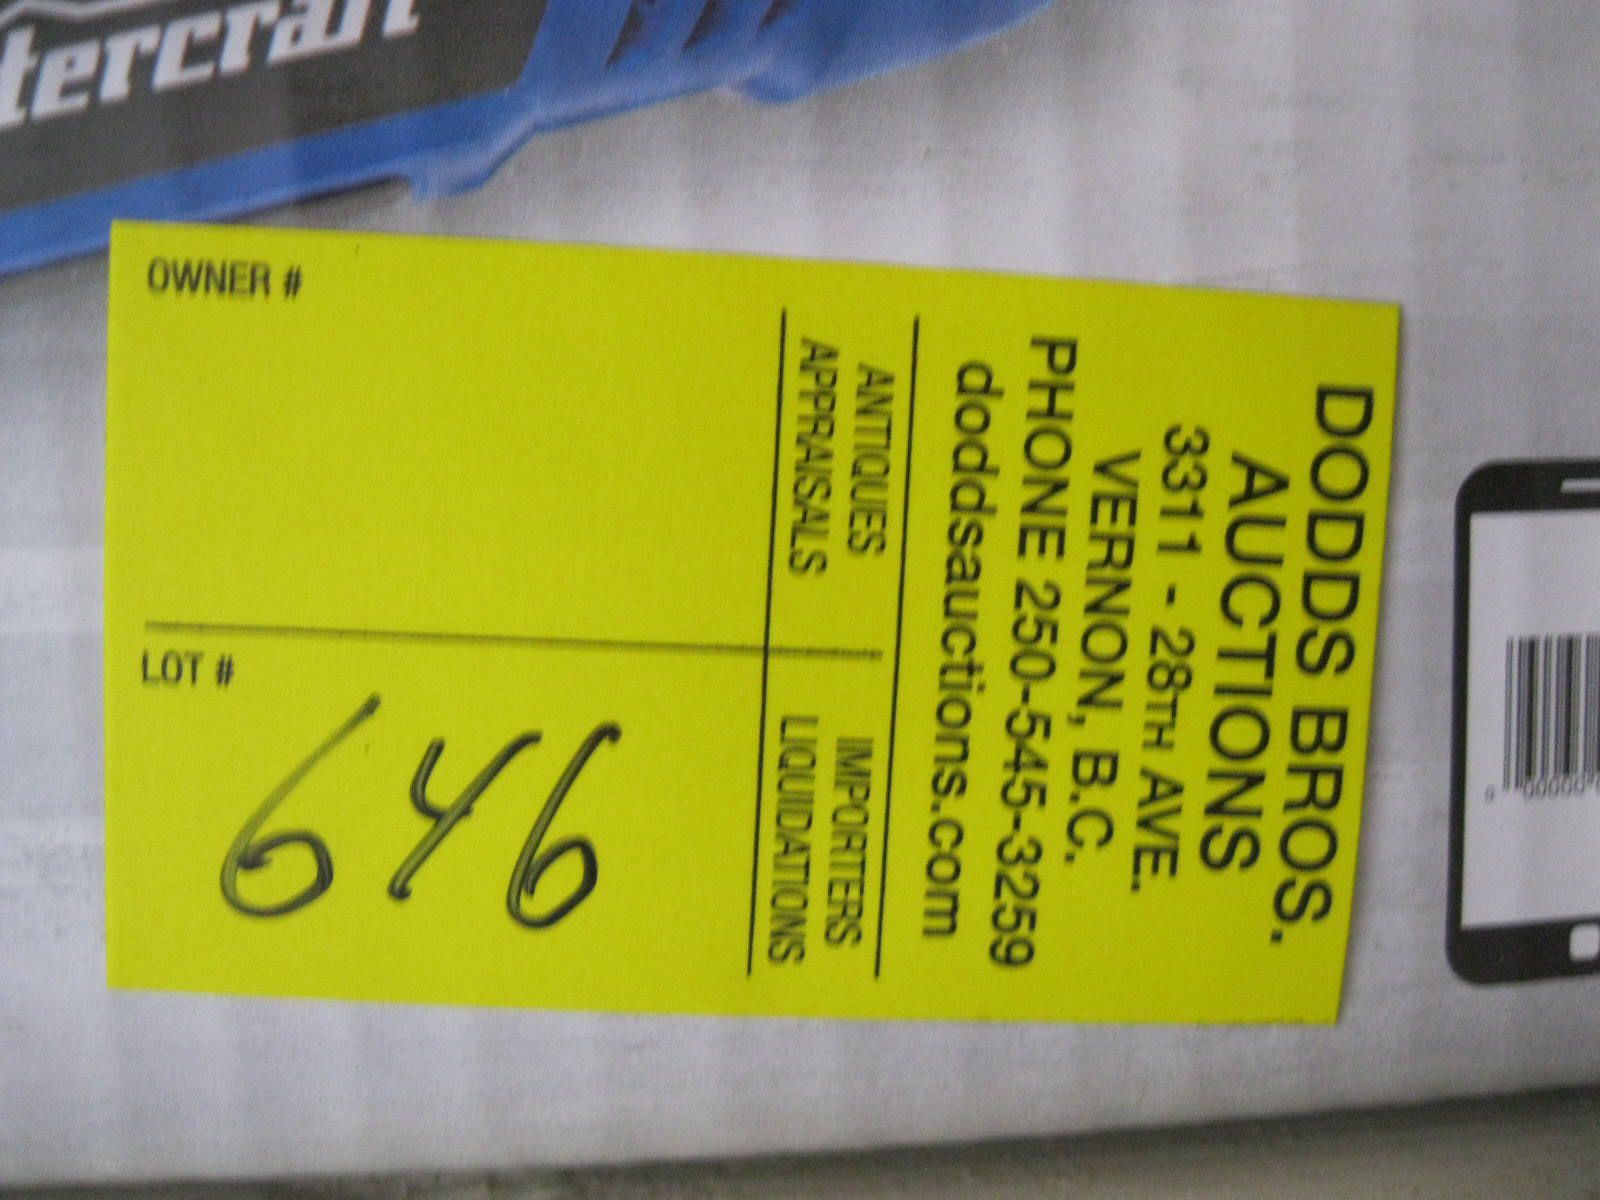 tercraft
OWNER #
LOT #
646
DODDS BROS.
AUCTIONS
3311 - 28TH AVE.
VERNON, B.C.
PHONE 250-545-3259
doddsauctions.com
ANTIQUES
APPRAISALS
IMPORTERS
LIQUIDATIONS